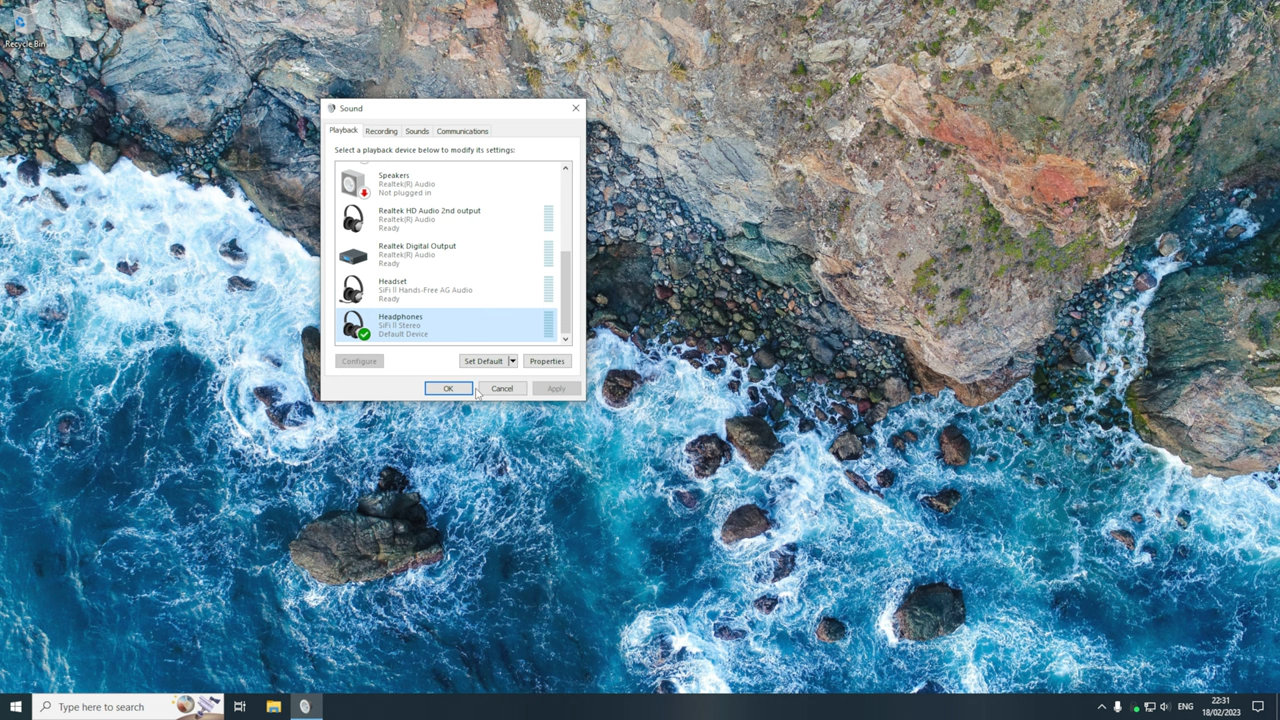 Recycle Bin
Sound
Playback
Recording
Sounds
Communications
Select a playback device below to modify its settings:
Speakers
Realtek(R) Audio
Not plugged in
Realtek HD Audio 2nd output
Realtek(R) Audio
Ready
Realtek Digital Output
Realtek(R) Audio
Ready
Headset
SiFi ll Hands-Free AG Audio
Ready
Headphones
SiFi ll Stereo
Default Device
Configure
Set Default
Properties
OK
Cancel
Apply
Type here to search
ENG
22:31
18/02/2023